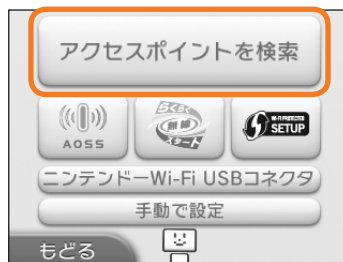 アクセスポイントを検索
AOSS
らくらく
無線
スタート
WI-FI PROTECTED
SETUP
ニンテンドーWi-Fi USBコネクタ
手動で設定
もどる